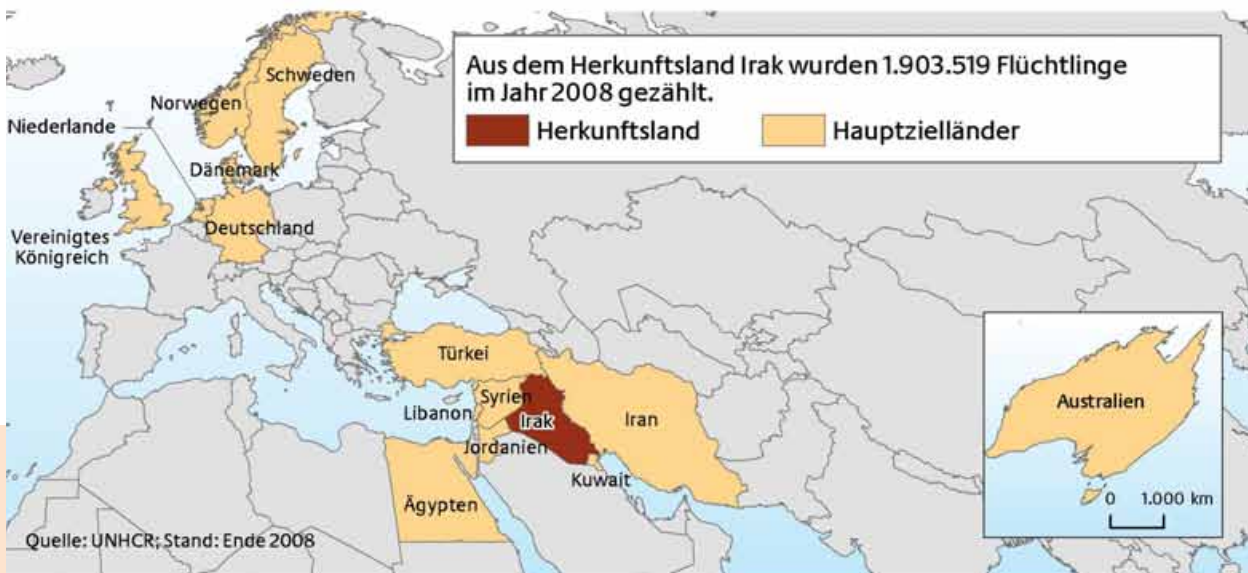 Aus dem Herkunftsland Irak wurden 1.903.519 Flüchtlinge
im Jahr 2008 gezählt.
Herkunftsland
Hauptzielländer
Schweden
Norwegen
Niederlande
Dänemark
Deutschland
Vereinigtes
Königreich
Türkei
Syrien
Libanon
Irak
Iran
Jordanien
Kuwait
Ägypten
Australien
0 1.000 km
Quelle: UNHCR; Stand: Ende 2008